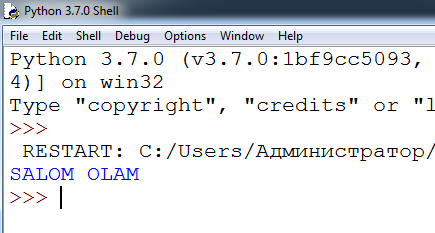 Python 3.7.0 Shell
File Edit Shell Debug Options Window Help
Python 3.7.0 (v3.7.0:1bf9cc5093,
4)] on win32
Type "copyright", "credits" or "l
>>>
RESTART: C:/Users/Администратор/
SALOM OLAM
>>>